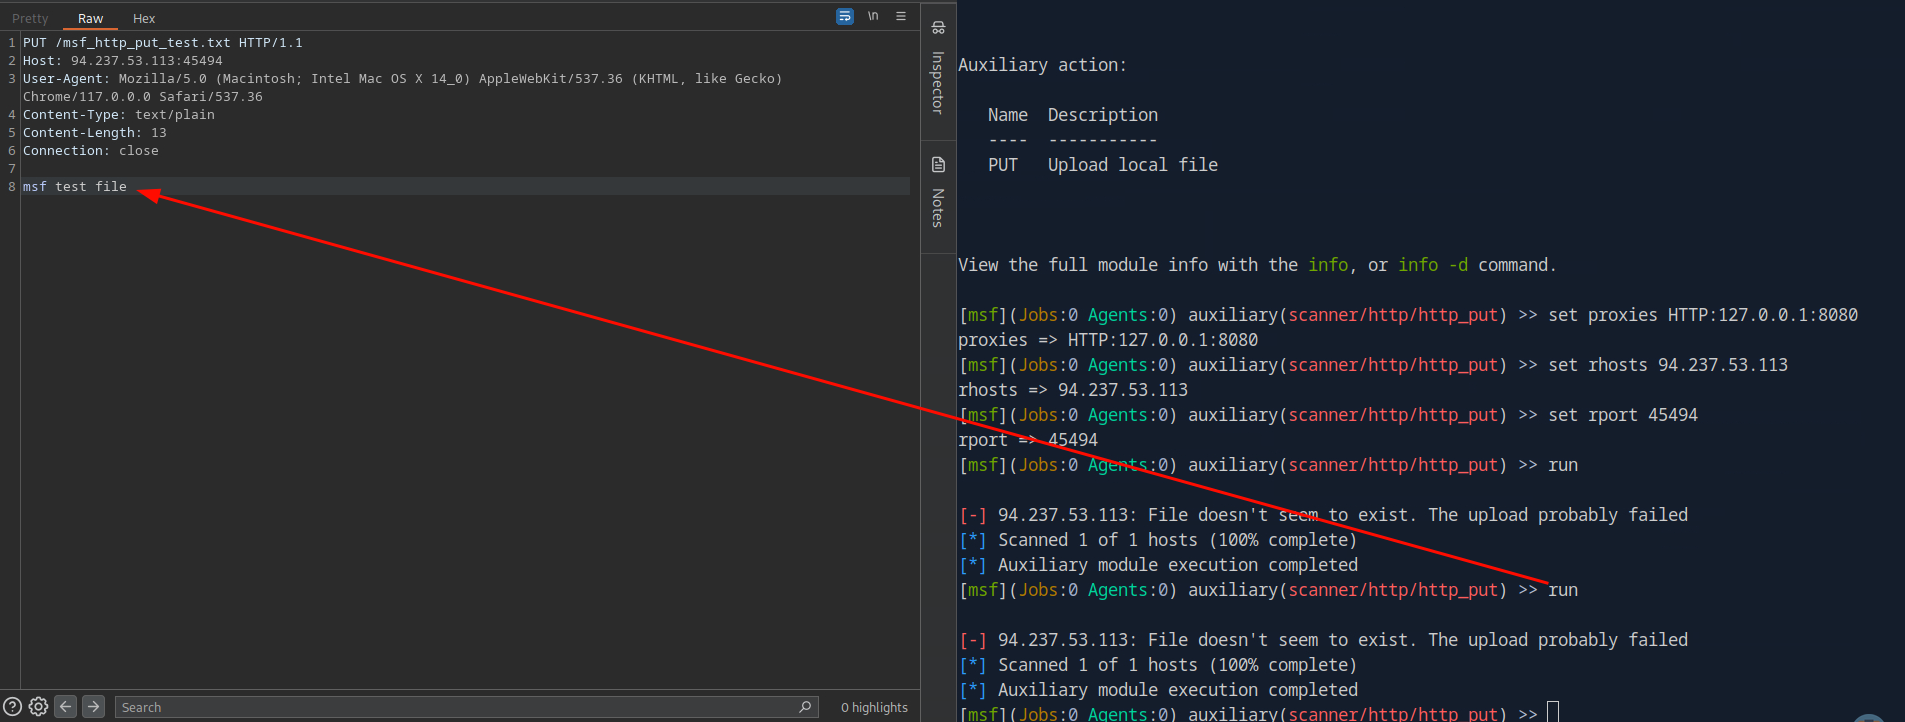 Pretty Raw Hex
\n
1 PUT /msf_http_put_test.txt HTTP/1.1
2 Host: 94.237.53.113:45494
3 User-Agent: Mozilla/5.0 (Macintosh; Intel Mac OS X 14_0) AppleWebKit/537.36 (KHTML, like Gecko)
Chrome/117.0.0.0 Safari/537.36
4 Content-Type: text/plain
5 Content-Length: 13
6 Connection: close
7
8 msf test file
? Search 0 highlights
Inspector
Notes
Auxiliary action:
Name Description
---- -----------
PUT Upload local file
View the full module info with the info, or info -d command.
[msf](Jobs:0 Agents:0) auxiliary(scanner/http/http_put) >> set proxies HTTP:127.0.0.1:8080
proxies => HTTP:127.0.0.1:8080
[msf](Jobs:0 Agents:0) auxiliary(scanner/http/http_put) >> set rhosts 94.237.53.113
rhosts => 94.237.53.113
[msf](Jobs:0 Agents:0) auxiliary(scanner/http/http_put) >> set rport 45494
rport => 45494
[msf](Jobs:0 Agents:0) auxiliary(scanner/http/http_put) >> run
[-] 94.237.53.113: File doesn't seem to exist. The upload probably failed
[*] Scanned 1 of 1 hosts (100% complete)
[*] Auxiliary module execution completed
[msf](Jobs:0 Agents:0) auxiliary(scanner/http/http_put) >> run
[-] 94.237.53.113: File doesn't seem to exist. The upload probably failed
[*] Scanned 1 of 1 hosts (100% complete)
[*] Auxiliary module execution completed
[msf](Jobs:0 Agents:0) auxiliary(scanner/http/http_put) >>